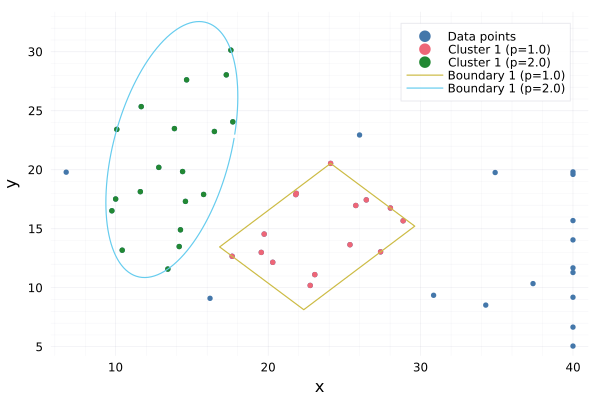 Data points
Cluster 1 (p=1.0)
Cluster 1 (p=2.0)
Boundary 1 (p=1.0)
Boundary 1 (p=2.0)
30
25
20
15
10
5
y
10 20 30 40
x